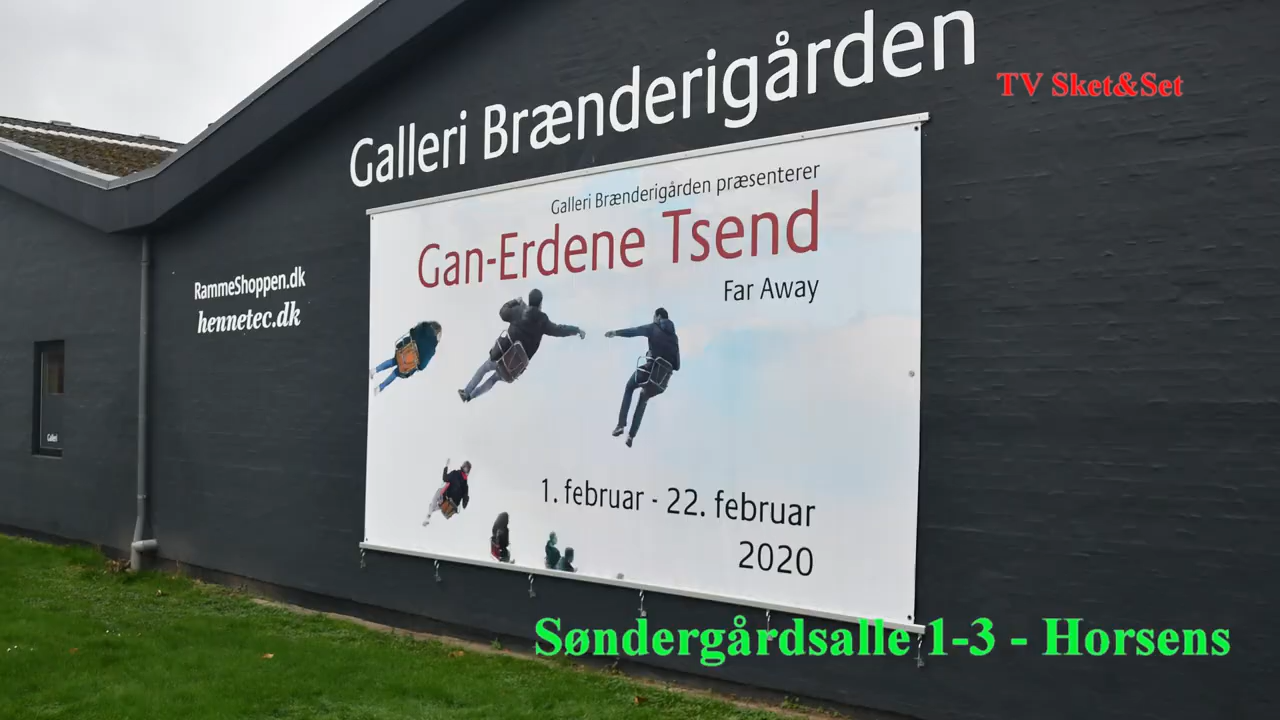 Galleri Brænderigården
TV Sket&Set
Galleri Brænderigården præsenterer
Gan-Erdene Tsend
Far Away
RammeShoppen.dk
hennetec.dk
Galleri
1. februar - 22. februar
2020
Søndergårdsalle 1-3 - Horsens